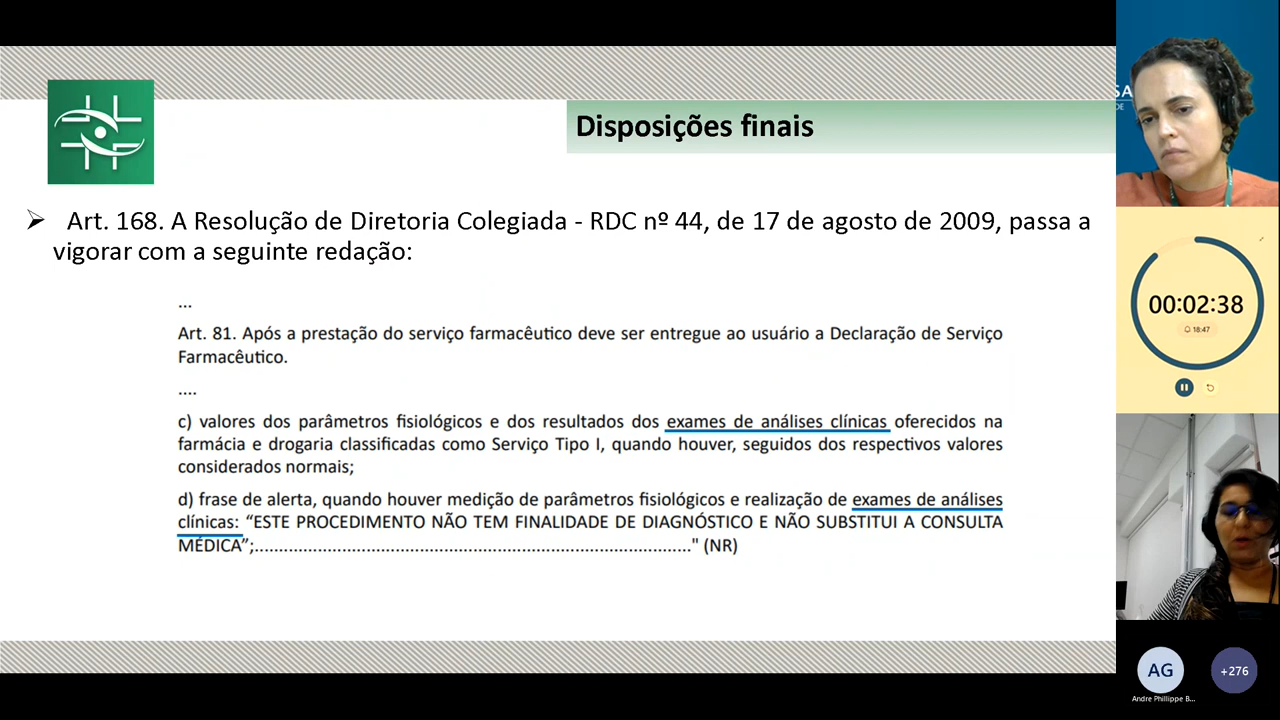 Disposições finais
Art. 168. A Resolução de Diretoria Colegiada - RDC nº 44, de 17 de agosto de 2009, passa a
vigorar com a seguinte redação:
...
Art. 81. Após a prestação do serviço farmacêutico deve ser entregue ao usuário a Declaração de Serviço
Farmacêutico.
....
c) valores dos parâmetros fisiológicos e dos resultados dos exames de análises clínicas oferecidos na
farmácia e drogaria classificadas como Serviço Tipo I, quando houver, seguidos dos respectivos valores
considerados normais;
d) frase de alerta, quando houver medição de parâmetros fisiológicos e realização de exames de análises
clínicas: “ESTE PROCEDIMENTO NÃO TEM FINALIDADE DE DIAGNÓSTICO E NÃO SUBSTITUI A CONSULTA
MÉDICA”;.........................................................................................." (NR)
SA
DE
00:02:38
18:47
AG
+276
Andre Phillippe B...